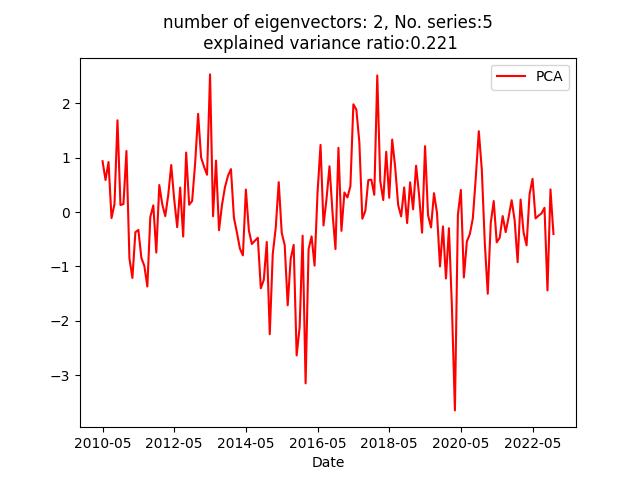 number of eigenvectors: 2, No. series:5
explained variance ratio:0.221
PCA
2
1
0
−1
−2
−3
2010-05 2012-05 2014-05 2016-05 2018-05 2020-05 2022-05
Date